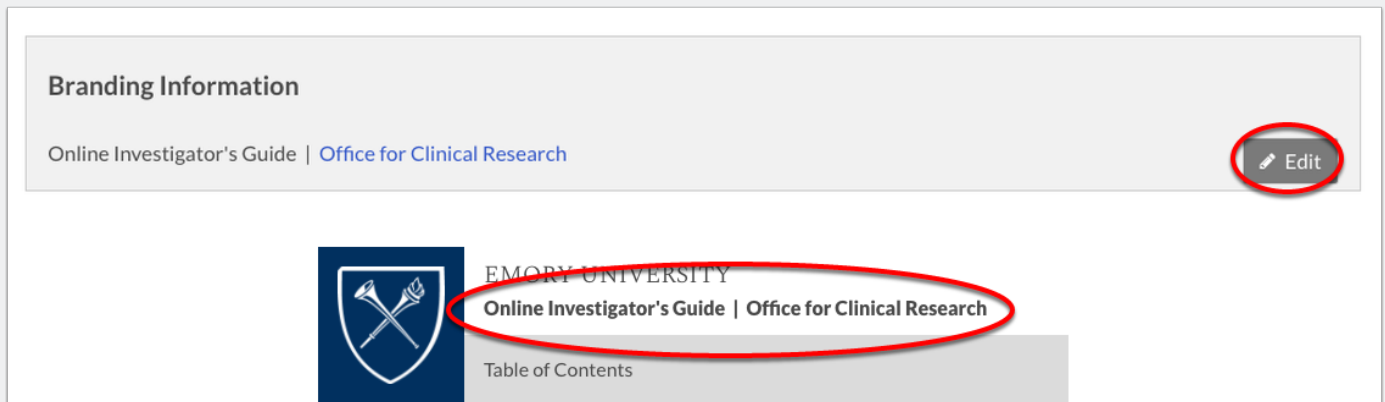 Branding Information
Online Investigator's Guide | Office for Clinical Research
Edit
EMORY UNIVERSITY
Online Investigator's Guide | Office for Clinical Research
Table of Contents